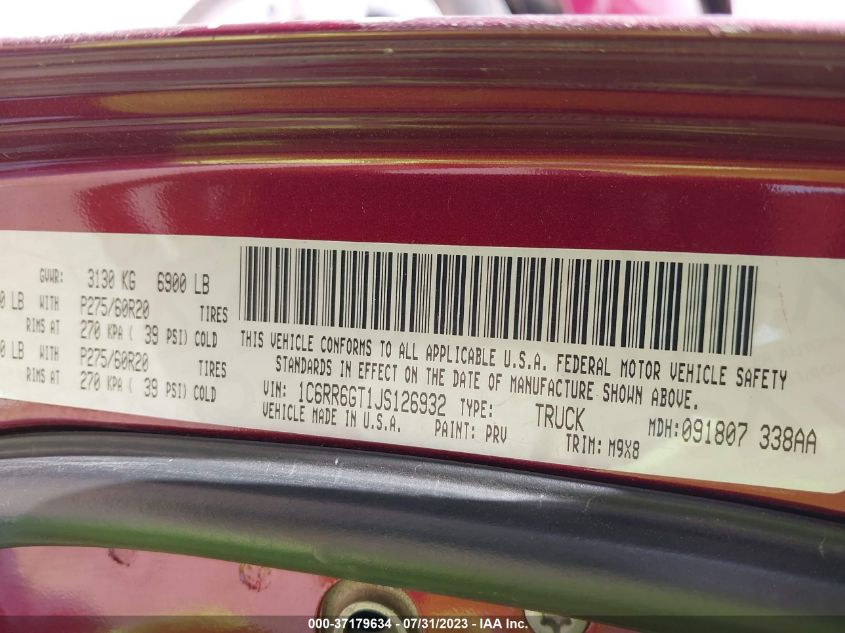 GVWR: 3130 KG 6900 LB
LB WITH P275/60R20 TIRES
RIMS AT 270 KPA ( 39 PSI) COLD
LB WITH P275/60R20 TIRES
RIMS AT 270 KPA ( 39 PSI) COLD
THIS VEHICLE CONFORMS TO ALL APPLICABLE U.S.A. FEDERAL MOTOR VEHICLE SAFETY
STANDARDS IN EFFECT ON THE DATE OF MANUFACTURE SHOWN ABOVE.
VIN: 1C6RR6GT1JS126932 TYPE: TRUCK MDH:091807 338AA
VEHICLE MADE IN U.S.A. PAINT: PRV TRIM: M9X8
000-37179634 - 07/31/2023 - IAA Inc.